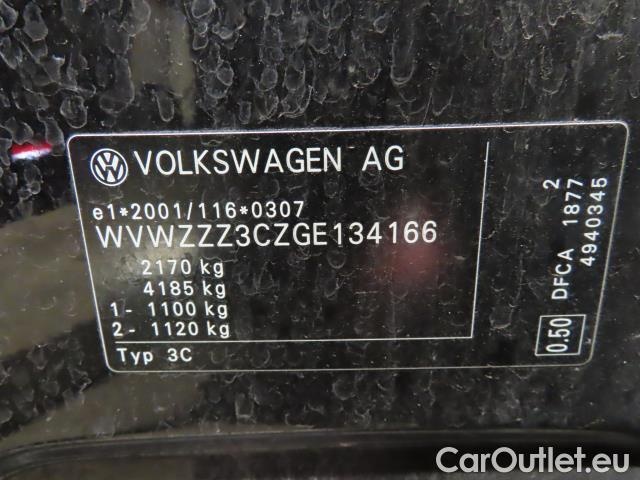 VOLKSWAGEN AG
e1*2001/116*0307
WVWZZZ3CZGE134166
2170 kg
4185 kg
1- 1100 kg
2- 1120 kg
Typ 3C
0.50 DFCA 1877 2
4940345
CarOutlet.eu